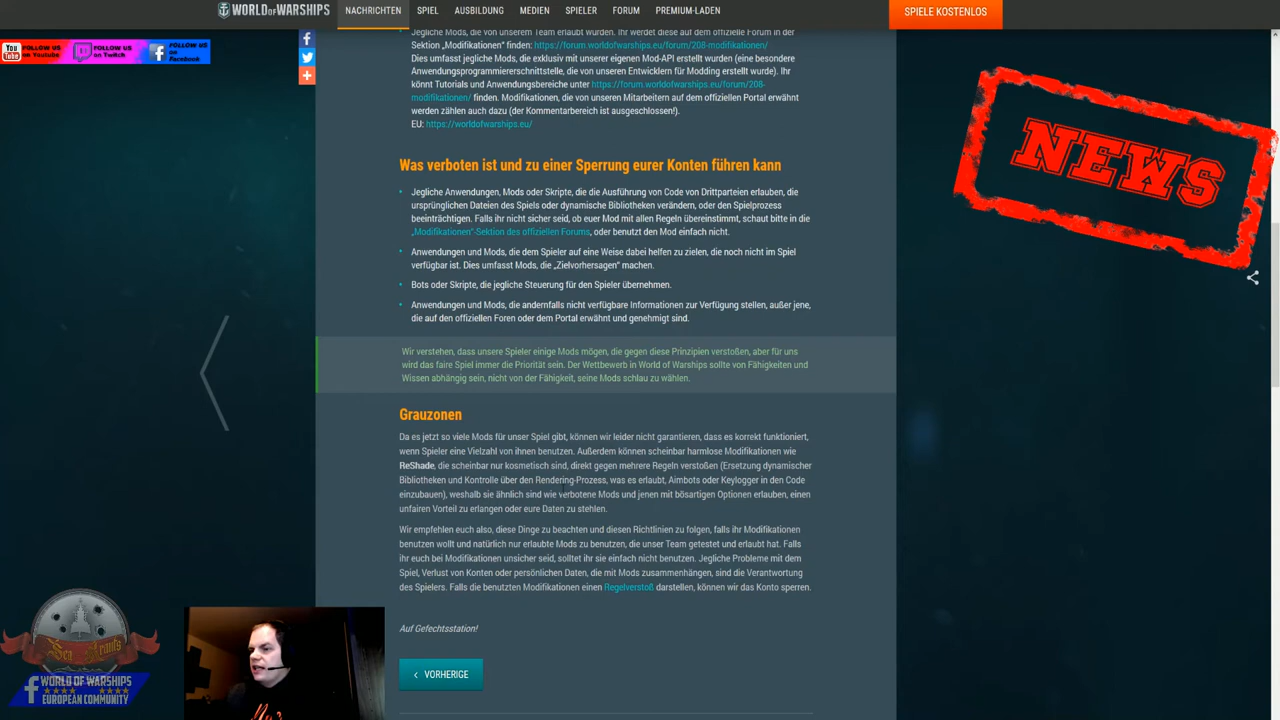 WORLD OF WARSHIPS
NACHRICHTEN SPIEL AUSBILDUNG MEDIEN SPIELER FORUM PREMIUM-LADEN
SPIELE KOSTENLOS
You Tube FOLLOW US on Youtube
FOLLOW US on Twitch
FOLLOW US on Facebook
Jegliche Mods, die von unserem Team erlaubt wurden. Ihr werdet diese auf dem offizielle Forum in der
Sektion „Modifikationen" finden: https://forum.worldofwarships.eu/forum/208-modifikationen/
Dies umfasst jegliche Mods, die exklusiv mit unserer eigenen Mod-API erstellt wurden (eine besondere
Anwendungsprogrammierschnittstelle, die von unseren Entwicklern für Modding erstellt wurde). Ihr
könnt Tutorials und Anwendungsbereiche unter https://forum.worldofwarships.eu/forum/208-
modifikationen/ finden. Modifikationen, die von unseren Mitarbeitern auf dem offiziellen Portal erwähnt
werden zählen auch dazu (der Kommentarbereich ist ausgeschlossen!).
EU: https://worldofwarships.eu/
NEWS
Was verboten ist und zu einer Sperrung eurer Konten führen kann
Jegliche Anwendungen, Mods oder Skripte, die die Ausführung von Code von Drittparteien erlauben, die
ursprünglichen Dateien des Spiels oder dynamische Bibliotheken verändern, oder den Spielprozess
beeinträchtigen. Falls ihr nicht sicher seid, ob euer Mod mit allen Regeln übereinstimmt, schaut bitte in die
„Modifikationen"-Sektion des offiziellen Forums, oder benutzt den Mod einfach nicht.
Anwendungen und Mods, die dem Spieler auf eine Weise dabei helfen zu zielen, die noch nicht im Spiel
verfügbar ist. Dies umfasst Mods, die „Zielvorhersagen" machen.
Bots oder Skripte, die jegliche Steuerung für den Spieler übernehmen.
Anwendungen und Mods, die andernfalls nicht verfügbare Informationen zur Verfügung stellen, außer jene,
die auf den offiziellen Foren oder dem Portal erwähnt und genehmigt sind.
Wir verstehen, dass unsere Spieler einige Mods mögen, die gegen diese Prinzipien verstoßen, aber für uns
wird das faire Spiel immer die Priorität sein. Der Wettbewerb in World of Warships sollte von Fähigkeiten und
Wissen abhängig sein, nicht von der Fähigkeit, seine Mods schlau zu wählen.
Grauzonen
Da es jetzt so viele Mods für unser Spiel gibt, können wir leider nicht garantieren, dass es korrekt funktioniert,
wenn Spieler eine Vielzahl von ihnen benutzen. Außerdem können scheinbar harmlose Modifikationen wie
ReShade, die scheinbar nur kosmetisch sind, direkt gegen mehrere Regeln verstoßen (Ersetzung dynamischer
Bibliotheken und Kontrolle über den Rendering-Prozess, was es erlaubt, Aimbots oder Keylogger in den Code
einzubauen), weshalb sie ähnlich sind wie verbotene Mods und jenen mit bösartigen Optionen erlauben, einen
unfairen Vorteil zu erlangen oder eure Daten zu stehlen.
Wir empfehlen euch also, diese Dinge zu beachten und diesen Richtlinien zu folgen, falls ihr Modifikationen
benutzen wollt und natürlich nur erlaubte Mods zu benutzen, die unser Team getestet und erlaubt hat. Falls
ihr euch bei Modifikationen unsicher seid, solltet ihr sie einfach nicht benutzen. Jegliche Probleme mit dem
Spiel, Verlust von Konten oder persönlichen Daten, die mit Mods zusammenhängen, sind die Verantwortung
des Spielers. Falls die benutzten Modifikationen einen Regelverstoß darstellen, können wir das Konto sperren.
Auf Gefechtsstation!
VORHERIGE
WORLD OF WARSHIPS
EUROPEAN COMMUNITY